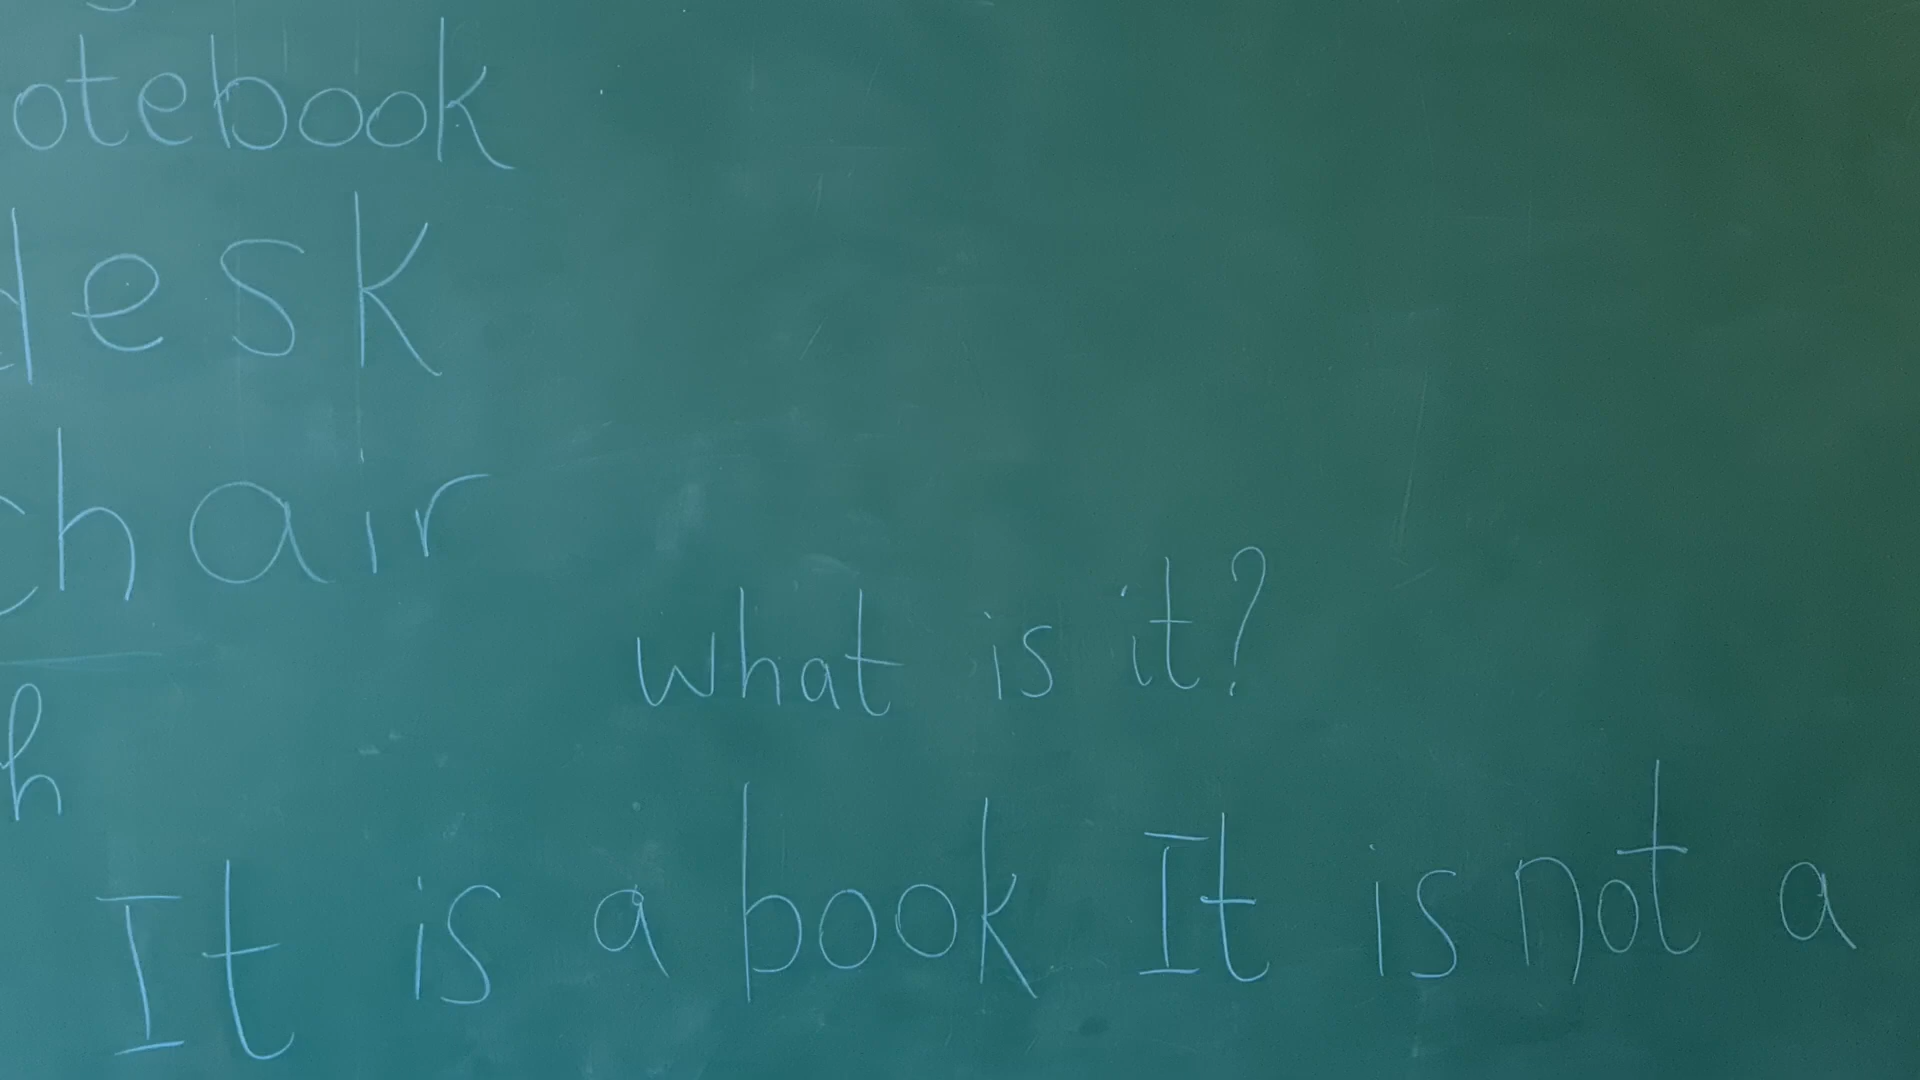 otebook
desk
chair
what is it?
h
It is a book It is not a